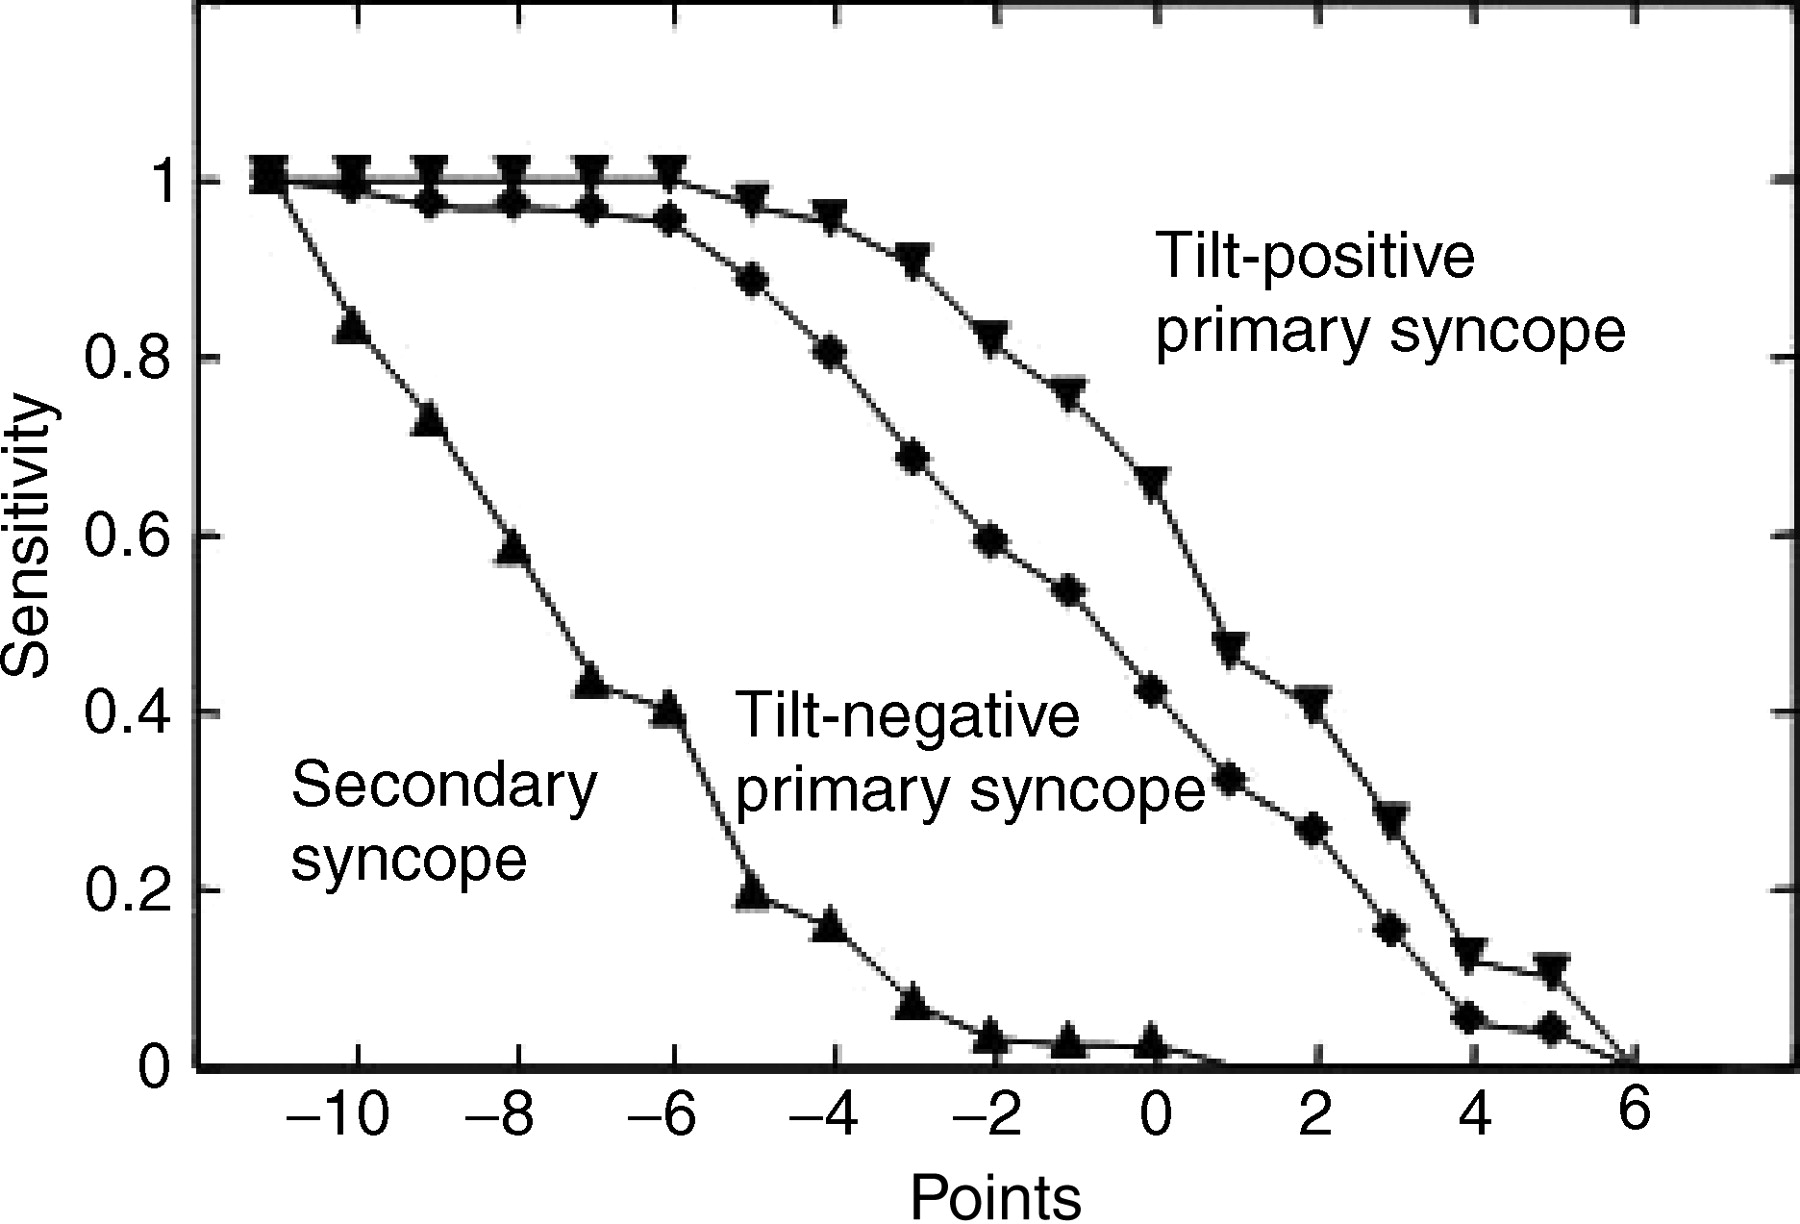 1
0.8
0.6
0.4
0.2
0
Sensitivity
Tilt-positive
primary syncope
Tilt-negative
primary syncope
Secondary
syncope
−10 −8 −6 −4 −2 0 2 4 6
Points